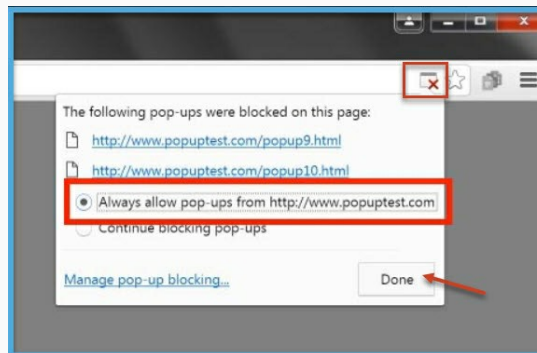 The following pop-ups were blocked on this page:
http://www.popuptest.com/popup9.html
http://www.popuptest.com/popup10.html
Always allow pop-ups from http://www.popuptest.com
Continue blocking pop-ups
Manage pop-up blocking...
Done